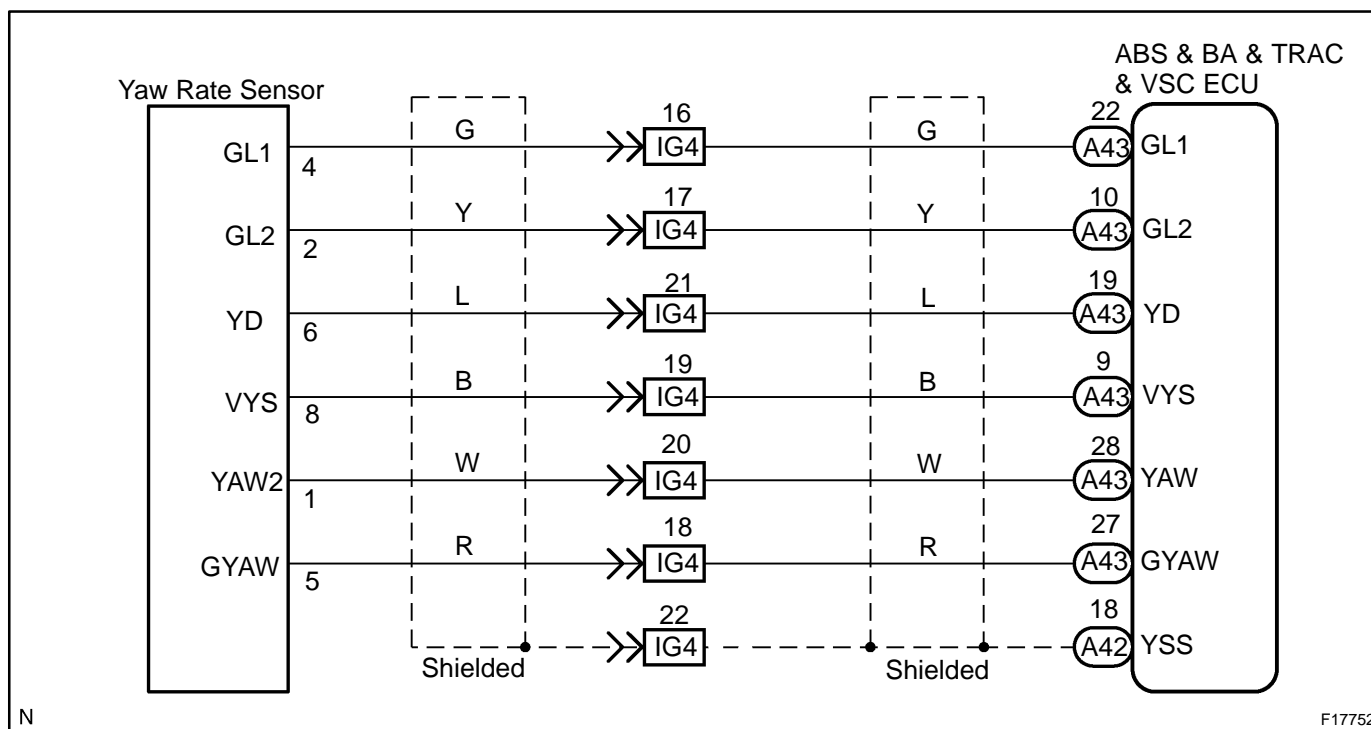 ABS & BA & TRAC
& VSC ECU
Yaw Rate Sensor
GL1 4 G 16 IG4 G 22 A43 GL1
GL2 2 Y 17 IG4 Y 10 A43 GL2
YD 6 L 21 IG4 L 19 A43 YD
VYS 8 B 19 IG4 B 9 A43 VYS
YAW2 1 W 20 IG4 W 28 A43 YAW
GYAW 5 R 18 IG4 R 27 A43 GYAW
22 IG4 18 A42 YSS
Shielded Shielded
N F17752